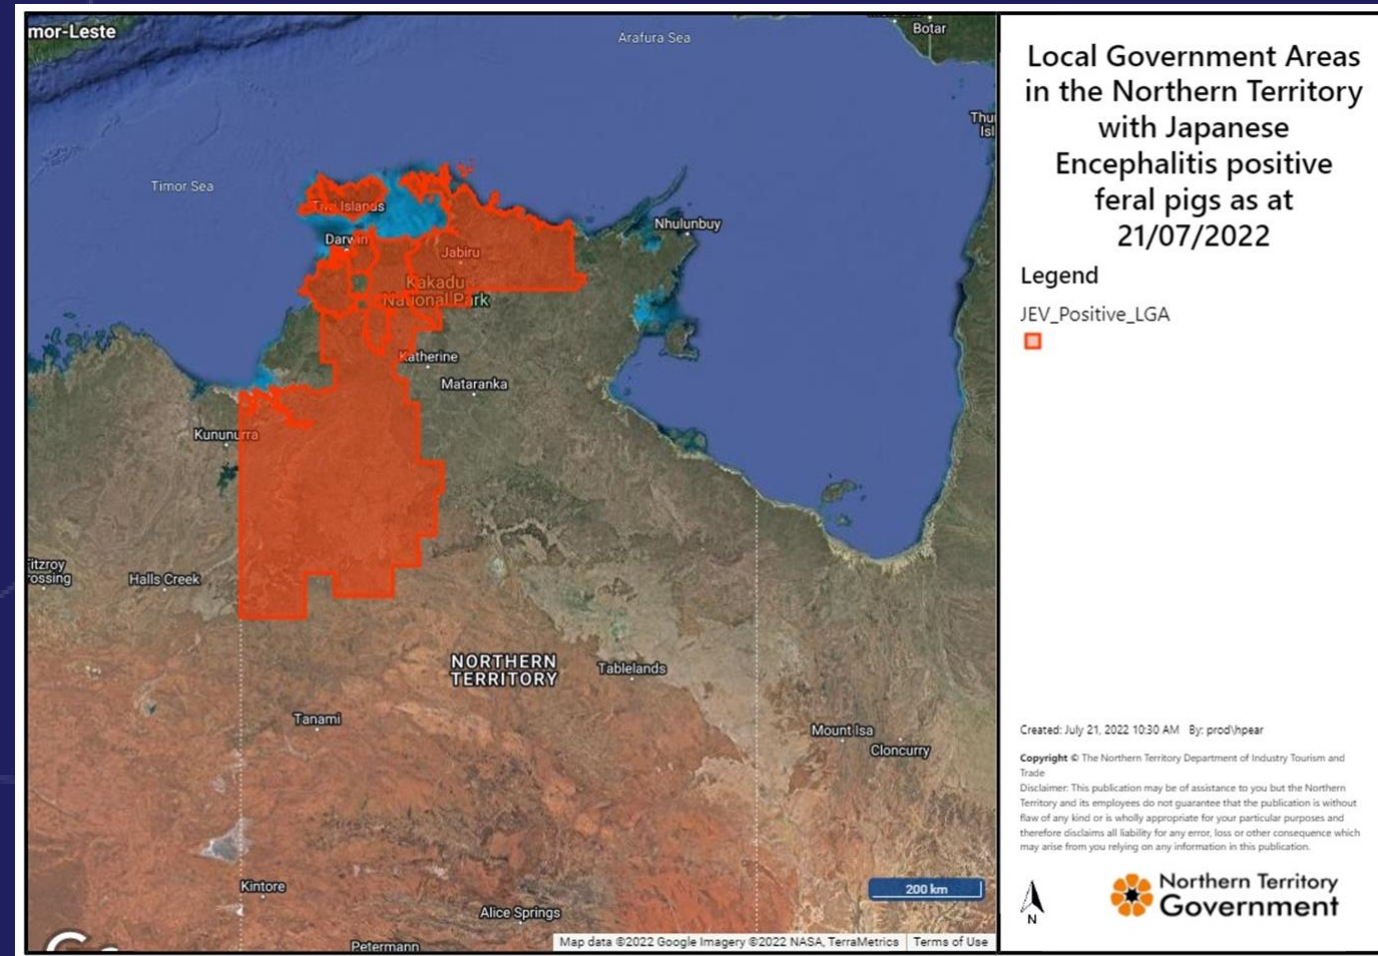 mor-Leste
Arafura Sea
Botar
Thu
Isl
Timor Sea
Tiwi Islands
Darwin
Nhulunbuy
Jabiru
Kakadu
National Park
Katherine
Mataranka
Kununurra
itzroy
ossing
Halls Creek
NORTHERN
TERRITORY
Tablelands
Tanami
Mount Isa
Cloncurry
Kintore
Alice Springs
Petermann
200 km
Map data ©2022 Google Imagery ©2022 NASA, TerraMetrics
Terms of Use
Local Government Areas
in the Northern Territory
with Japanese
Encephalitis positive
feral pigs as at
21/07/2022
Legend
JEV_Positive_LGA
Created: July 21, 2022 10:30 AM By: prod\hpear
Copyright © The Northern Territory Department of Industry Tourism and
Trade
Disclaimer: This publication may be of assistance to you but the Northern
Territory and its employees do not guarantee that the publication is without
flaw of any kind or is wholly appropriate for your particular purposes and
therefore disclaims all liability for any error, loss or other consequence which
may arise from you relying on any information in this publication.
N
Northern Territory
Government